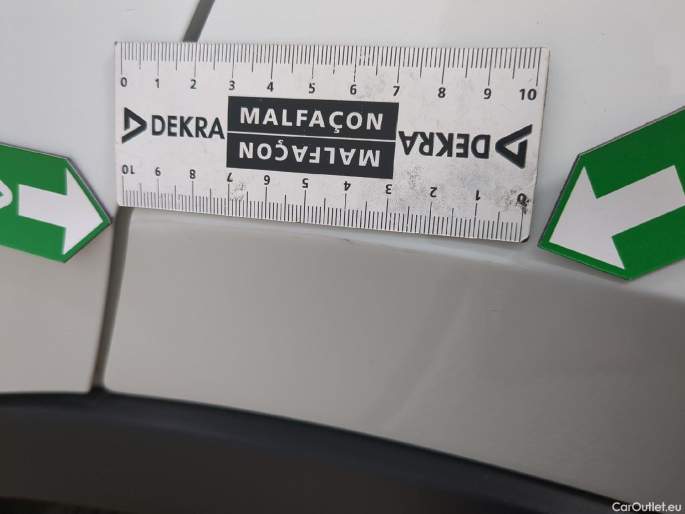 0 1 2 3 4 5 6 7 8 9 10
DEKRA MALFAÇON DEKRA
MALFAÇON
10 9 8 7 6 5 4 3 2 1 0
CarOutlet.eu